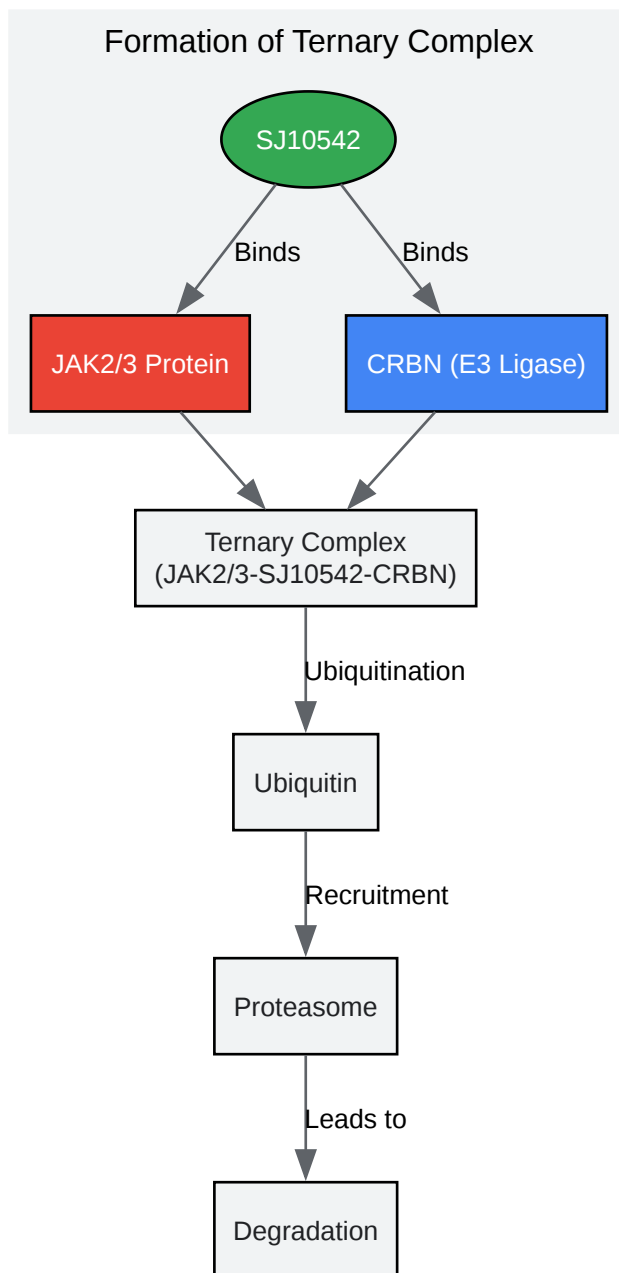 Formation of Ternary Complex
SJ10542
Binds
Binds
JAK2/3 Protein
CRBN (E3 Ligase)
Ternary Complex
(JAK2/3-SJ10542-CRBN)
Ubiquitination
Ubiquitin
Recruitment
Proteasome
Leads to
Degradation